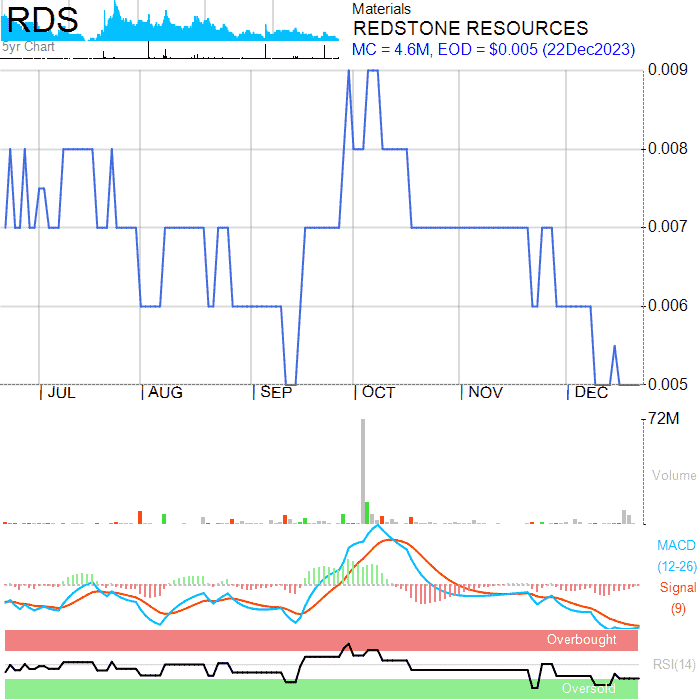 RDS
5yr Chart
Materials
REDSTONE RESOURCES
MC = 4.6M, EOD = $0.005 (22Dec2023)
0.009
0.008
0.007
0.006
0.005
JUL AUG SEP OCT NOV DEC
72M
Volume
MACD
(12-26)
Signal
(9)
Overbought
RSI(14)
Oversold